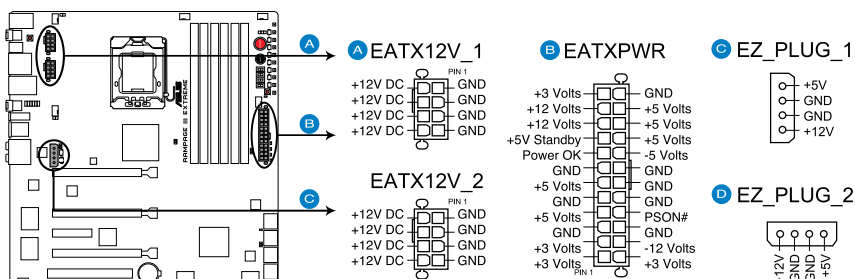 RAMPAGE III EXTREME
/ISUS
A
B
C
A EATX12V_1
PIN 1
+12V DC GND
+12V DC GND
+12V DC GND
+12V DC GND
EATX12V_2
PIN 1
+12V DC GND
+12V DC GND
+12V DC GND
+12V DC GND
B EATXPWR
+3 Volts GND
+12 Volts +5 Volts
+12 Volts +5 Volts
+5V Standby +5 Volts
Power OK -5 Volts
GND GND
+5 Volts GND
GND GND
+5 Volts PSON#
GND GND
+3 Volts -12 Volts
+3 Volts +3 Volts
PIN 1
C EZ_PLUG_1
+5V
GND
GND
+12V
D EZ_PLUG_2
+12V
GND
GND
+5V